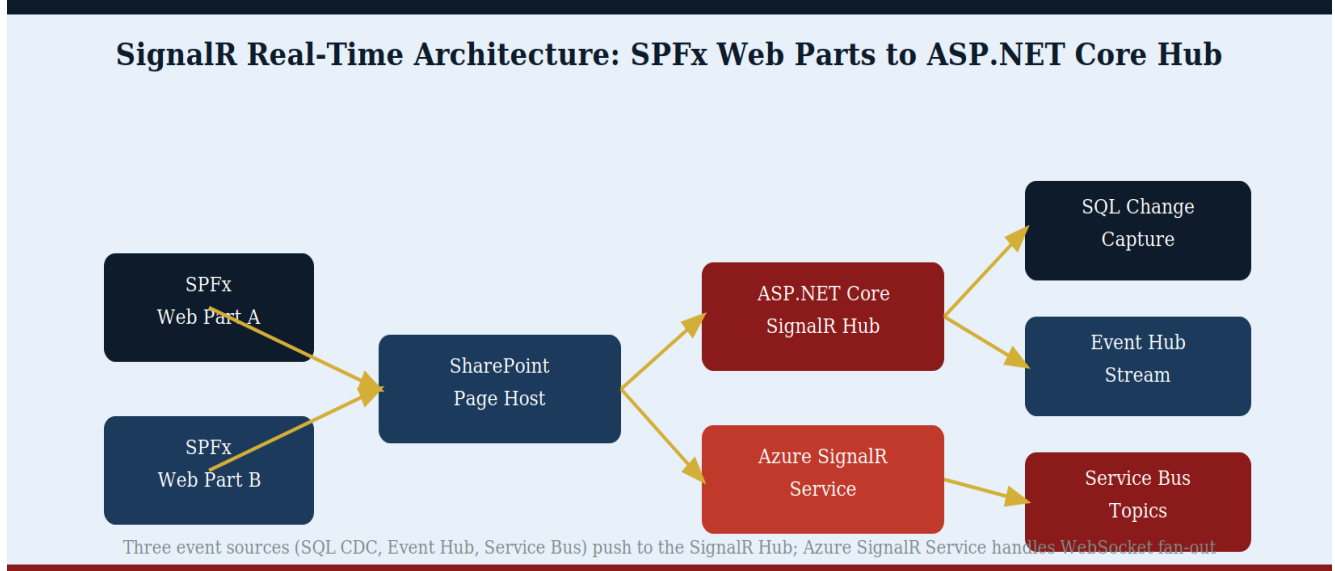 SignalR Real-Time Architecture: SPFx Web Parts to ASP.NET Core Hub
SPFx
Web Part A
SPFx
Web Part B
SharePoint
Page Host
ASP.NET Core
SignalR Hub
Azure SignalR
Service
SQL Change
Capture
Event Hub
Stream
Service Bus
Topics
Three event sources (SQL CDC, Event Hub, Service Bus) push to the SignalR Hub; Azure SignalR Service handles WebSocket fan-out